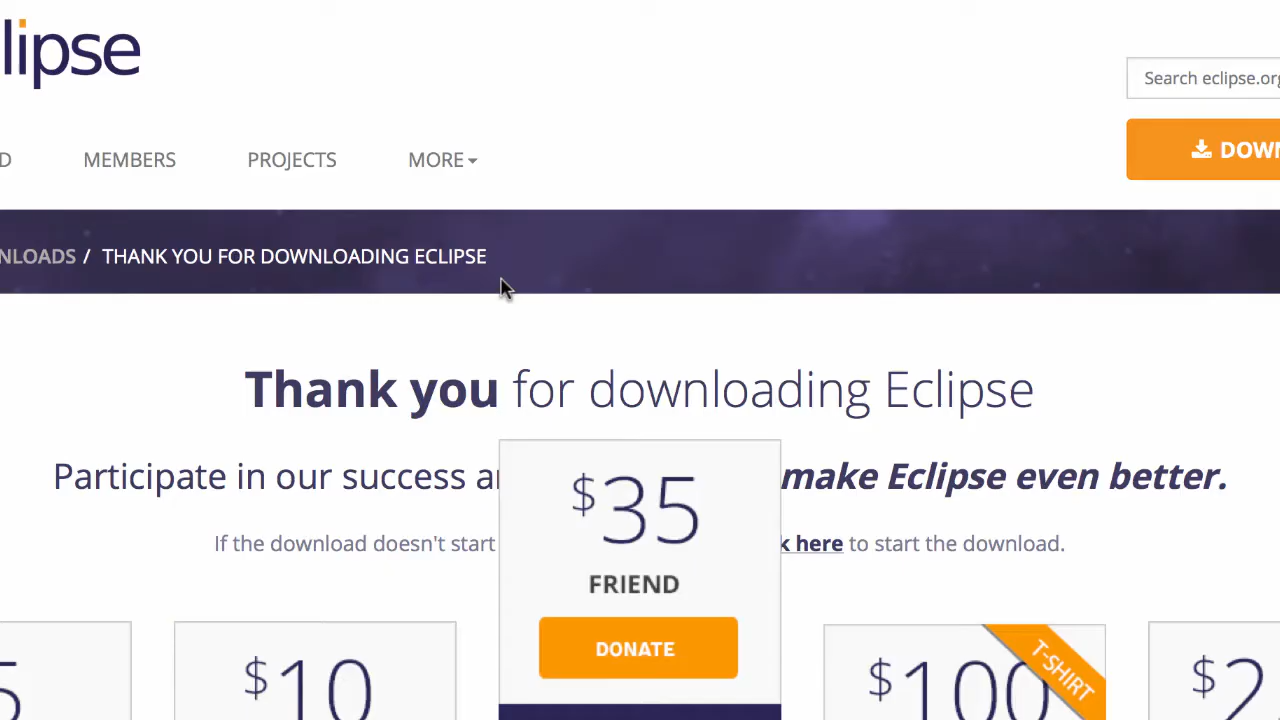 lipse
Search eclipse.org
D MEMBERS PROJECTS MORE
DOWN
NLOADS / THANK YOU FOR DOWNLOADING ECLIPSE
Thank you for downloading Eclipse
Participate in our success a make Eclipse even better.
If the download doesn't start k here to start the download.
$35
FRIEND
DONATE
5 $10 $100 $2
T-SHIRT